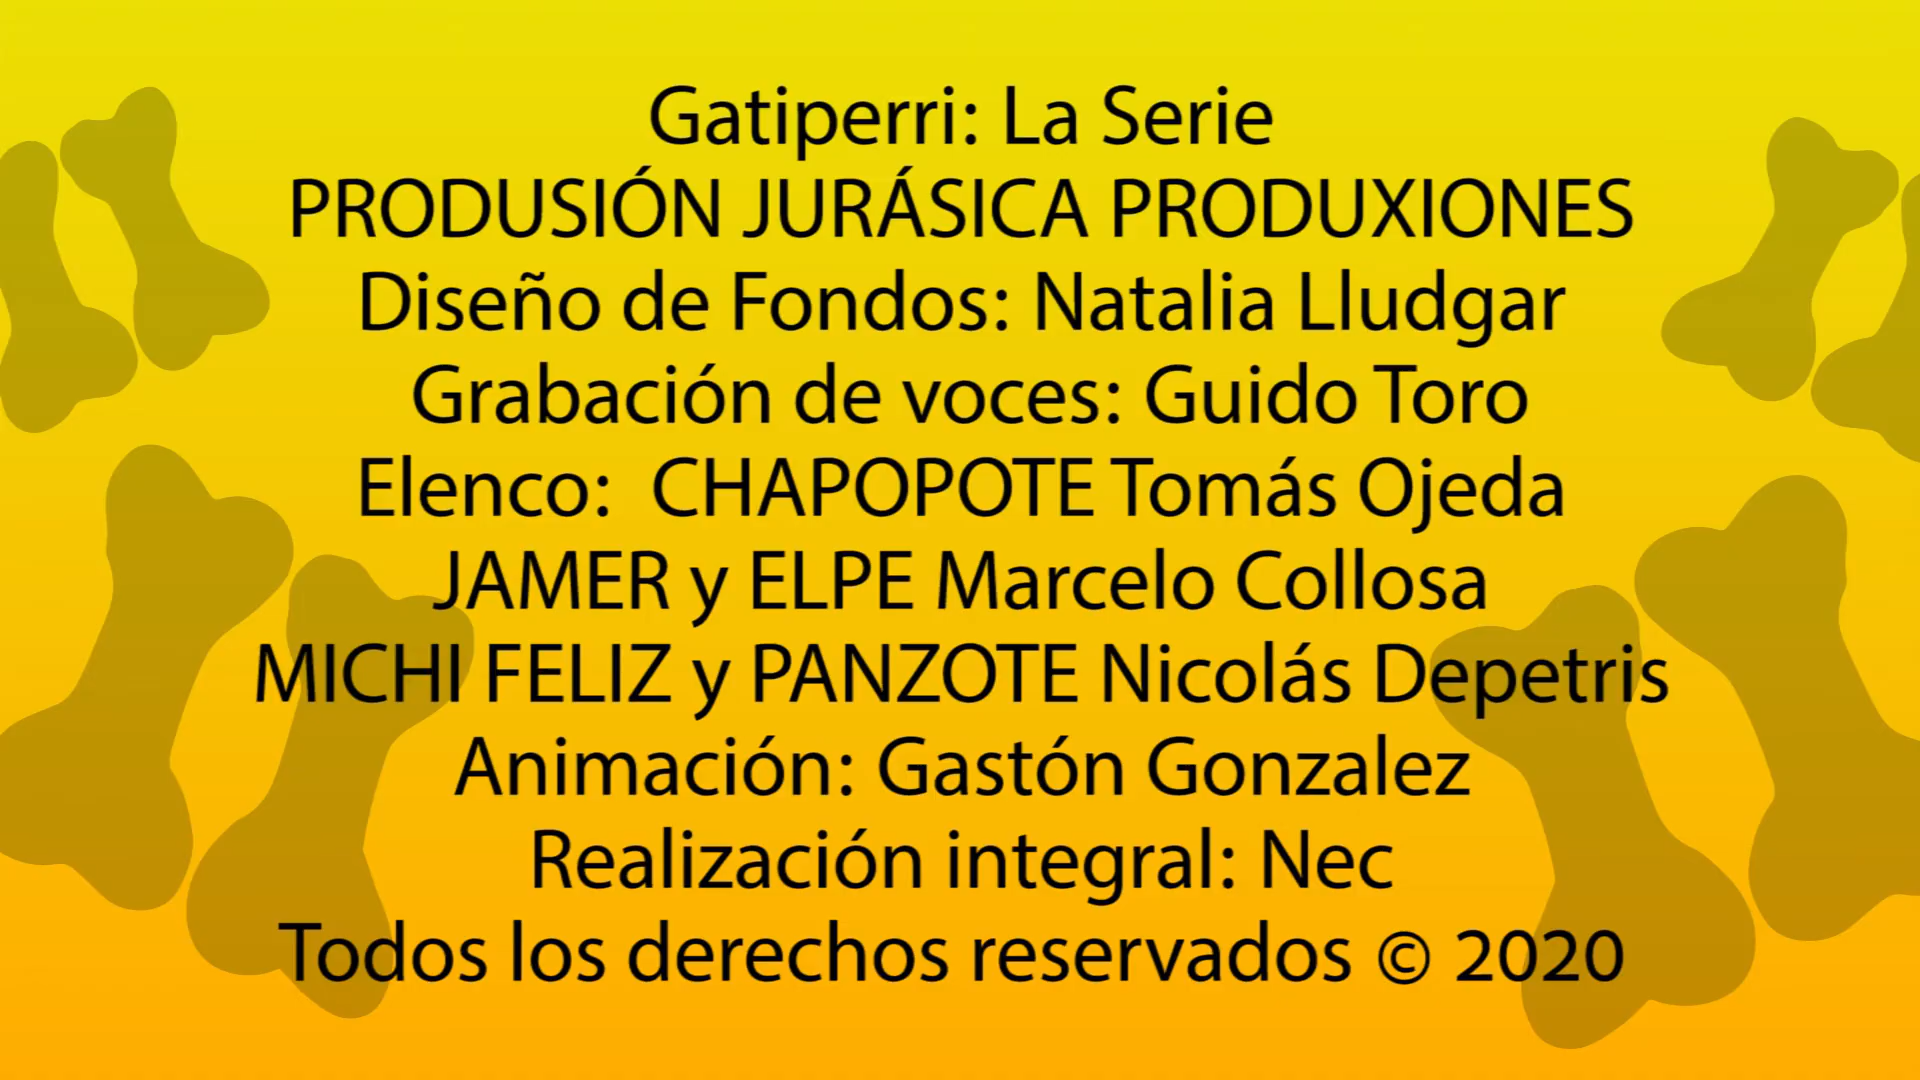 Gatiperri: La Serie
PRODUSIÓN JURÁSICA PRODUXIONES
Diseño de Fondos: Natalia Lludgar
Grabación de voces: Guido Toro
Elenco: CHAPOPOTE Tomás Ojeda
JAMER y ELPE Marcelo Collosa
MICHI FELIZ y PANZOTE Nicolás Depetris
Animación: Gastón Gonzalez
Realización integral: Nec
Todos los derechos reservados © 2020